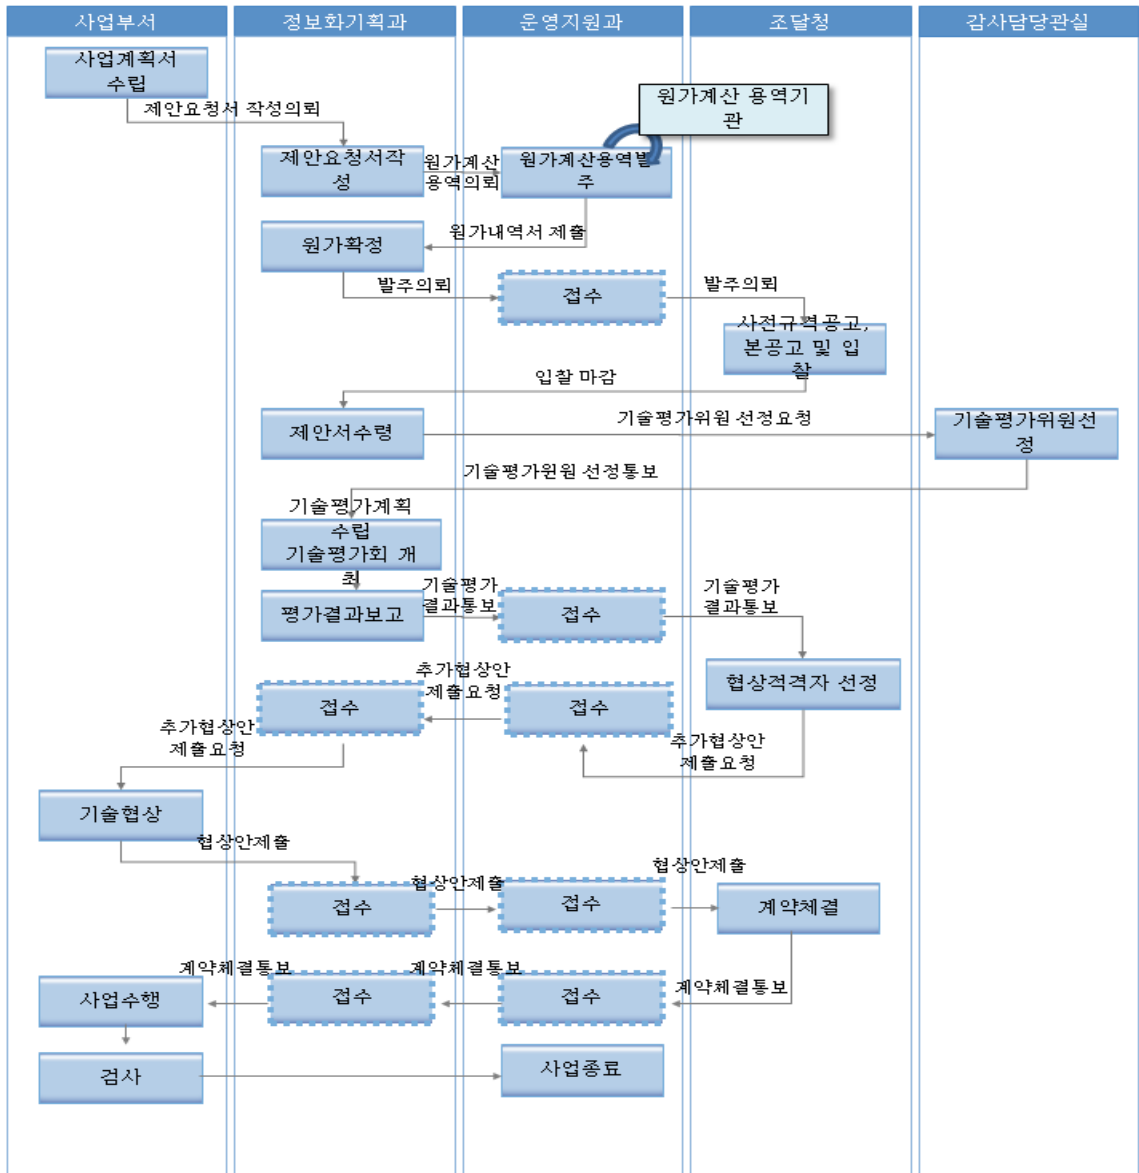 사업부서
정보화기획과
운영지원과
조달청
감사담당관실
사업계획서
수립
원가계산 용역기
관
제안요청서 작성의뢰
제안요청서작
성
원가계산
용역의뢰
원가계산용역발
주
원가내역서 제출
원가확정
발주의뢰
접수
발주의뢰
사전규격공고,
본공고 및 입
찰
입찰 마감
제안서수령
기술평가위원 선정요청
기술평가위원선
정
기술평가윈원 선정통보
기술평가계획
수립
기술평가회 개
최
평가결과보고
기술평가
결과통보
접수
기술평가
결과통보
협상적격자 선정
추가협상안
제출요청
접수
추가협상안
제출요청
접수
추가협상안
제출요청
기술협상
협상안제출
접수
협상안제출
접수
협상안제출
계약체결
계약체결통보
접수
계약체결통보
접수
계약체결통보
사업수행
검사
사업종료